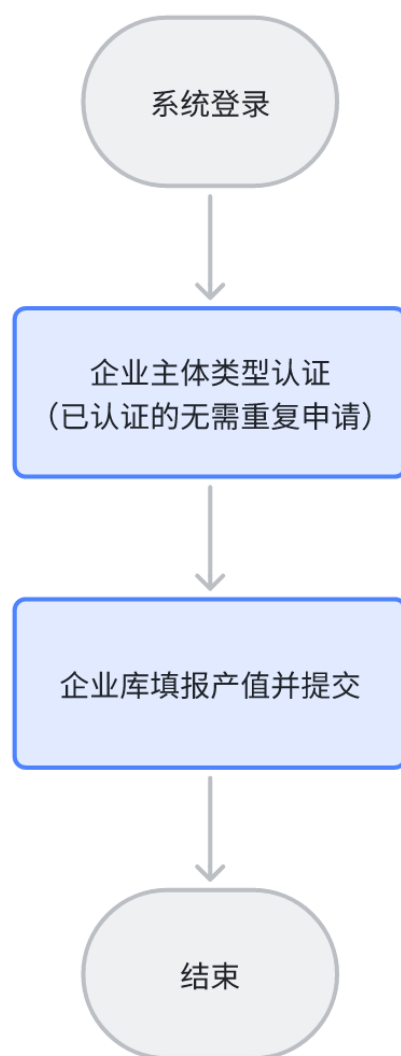 系统登录
企业主体类型认证
（已认证的无需重复申请）
企业库填报产值并提交
结束